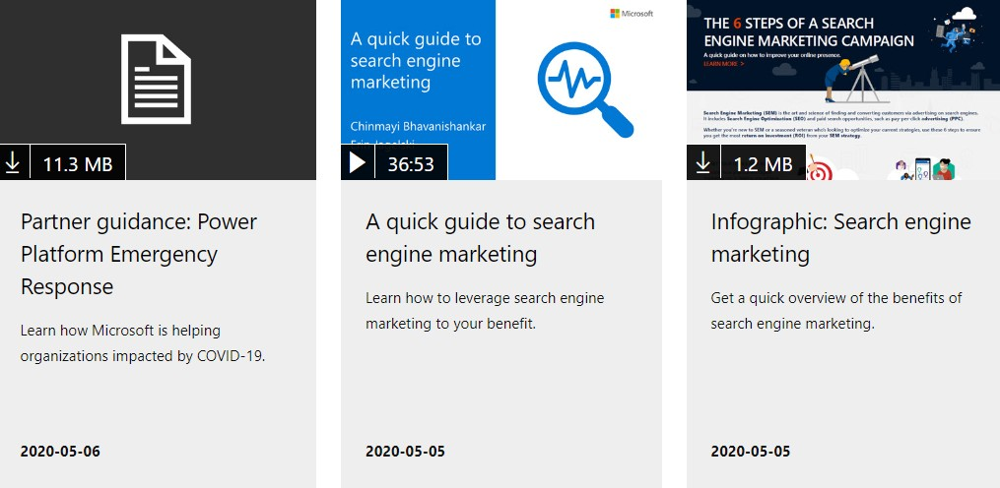 11.3 MB
Partner guidance: Power
Platform Emergency
Response
Learn how Microsoft is helping
organizations impacted by COVID-19.
2020-05-06
Microsoft
A quick guide to
search engine
marketing
Chinmayi Bhavanishankar
36:53
A quick guide to search
engine marketing
Learn how to leverage search engine
marketing to your benefit.
2020-05-05
THE 6 STEPS OF A SEARCH
ENGINE MARKETING CAMPAIGN
A quick guide on how to improve your online presence.
LEARN MORE >
Search Engine Marketing (SEM) is the art and science of finding and converting customers via advertising on search engines.
It includes Search Engine Optimisation (SEO) and paid search opportunities, such as pay-per-click advertising (PPC).
Whether you're new to SEM or a seasoned veteran who's looking to optimize your current strategies, use these 6 steps to ensure
you get the most return on investment (ROI) from your SEM strategy.
1.2 MB
Infographic: Search engine
marketing
Get a quick overview of the benefits of
search engine marketing.
2020-05-05